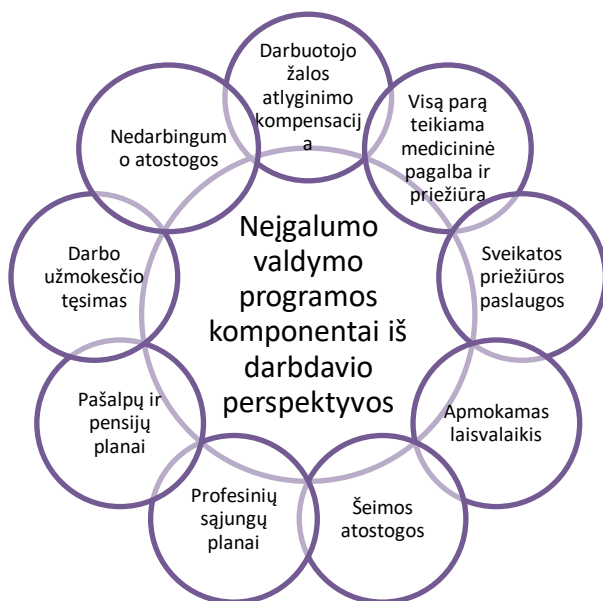 Darbuotojo
žalos
atlyginimo
kompensacij
a
Visą parą
teikiama
medicininė
pagalba ir
priežiūra
Sveikatos
priežiūros
paslaugos
Apmokamas
laisvalaikis
Šeimos
atostogos
Profesinių
sąjungų
planai
Pašalpų ir
pensijų
planai
Darbo
užmokesčio
tęsimas
Nedarbingum
o atostogos
Neįgalumo
valdymo
programos
komponentai iš
darbdavio
perspektyvos